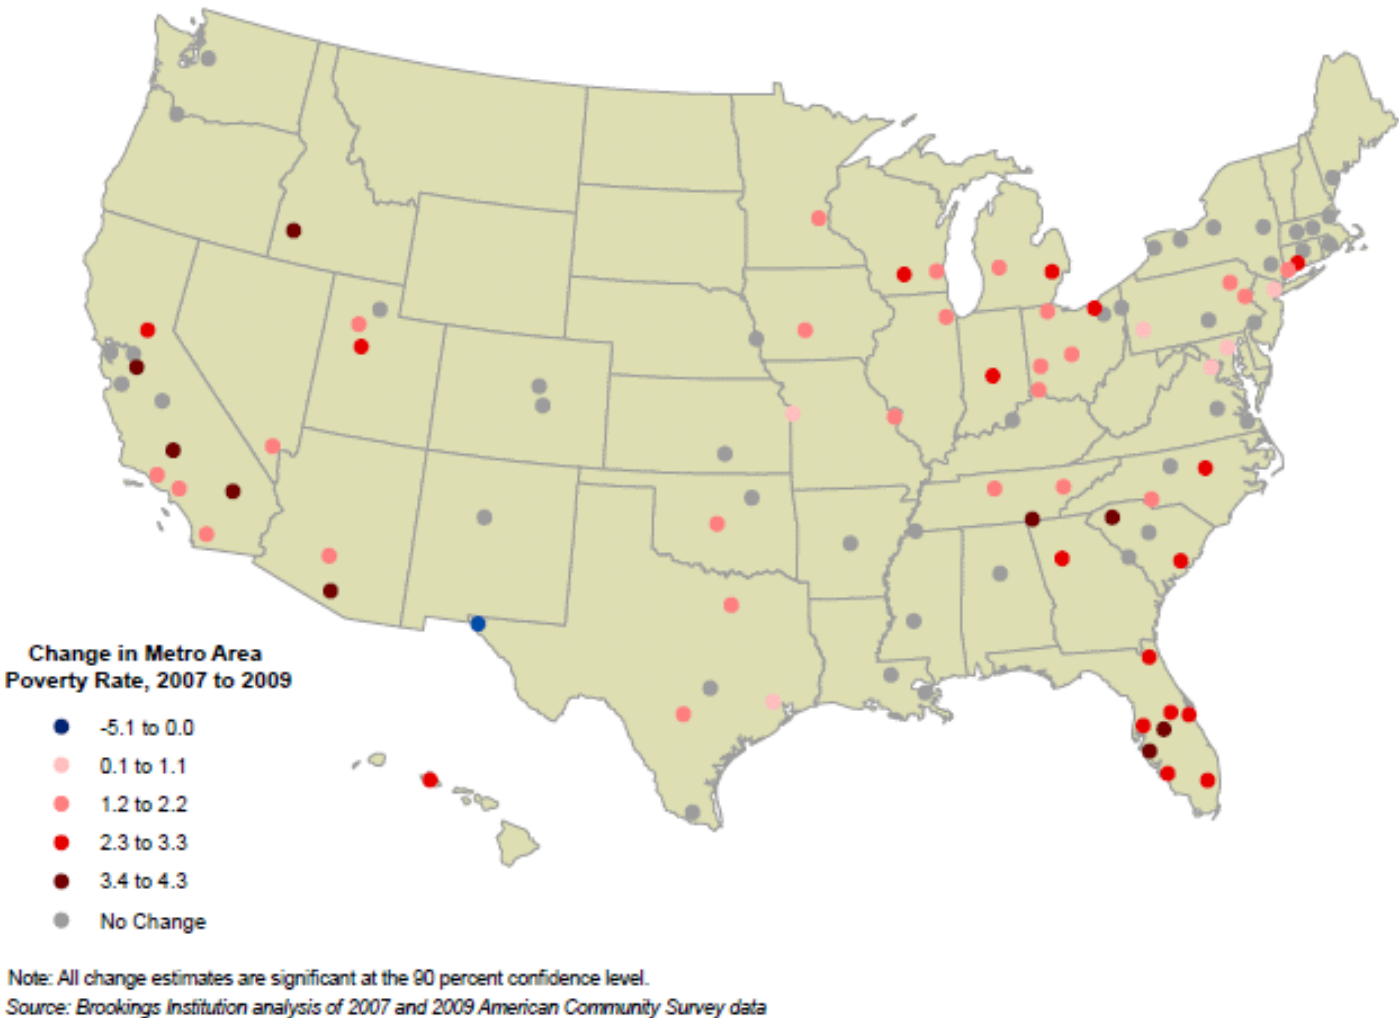 Change in Metro Area
Poverty Rate, 2007 to 2009
-5.1 to 0.0
0.1 to 1.1
1.2 to 2.2
2.3 to 3.3
3.4 to 4.3
No Change
Note: All change estimates are significant at the 90 percent confidence level.
Source: Brookings Institution analysis of 2007 and 2009 American Community Survey data